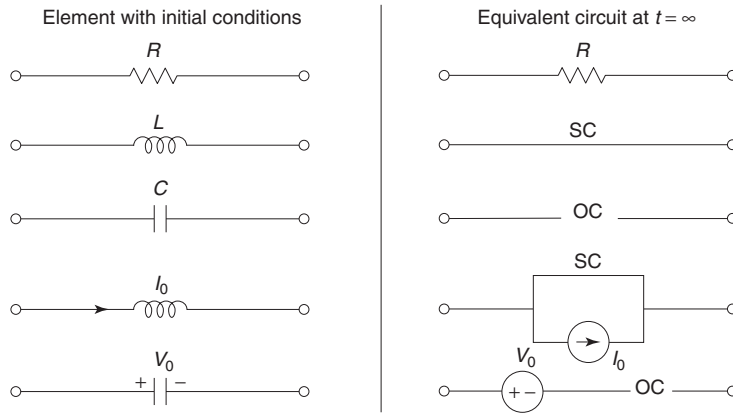 Element with initial conditions
Equivalent circuit at t = ∞
R
R
L
SC
C
OC
I0
SC
I0
V0
+ −
V0
+ −
OC